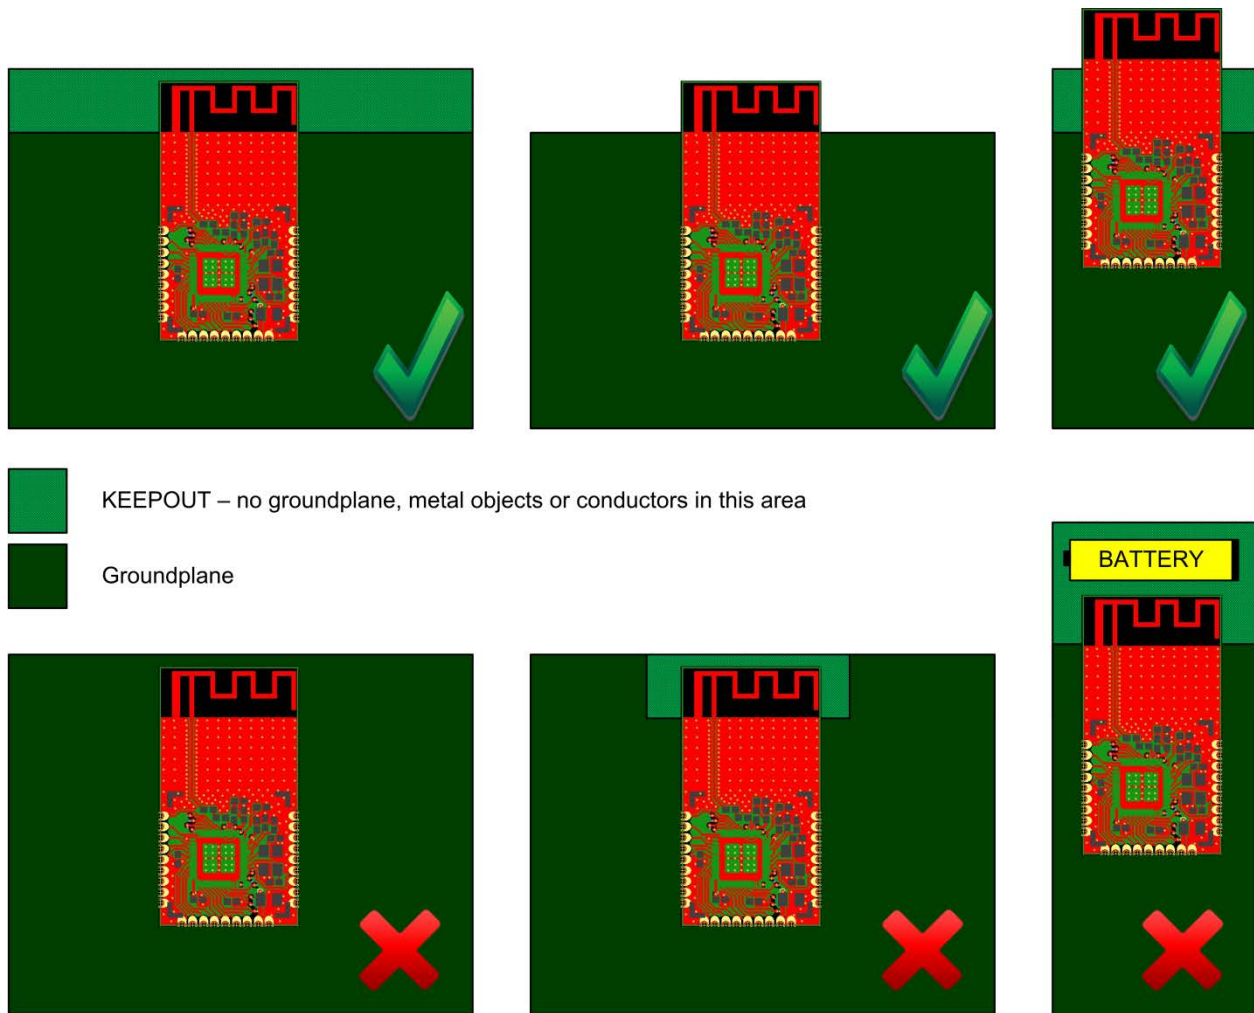 KEEPOUT – no groundplane, metal objects or conductors in this area
BATTERY
Groundplane